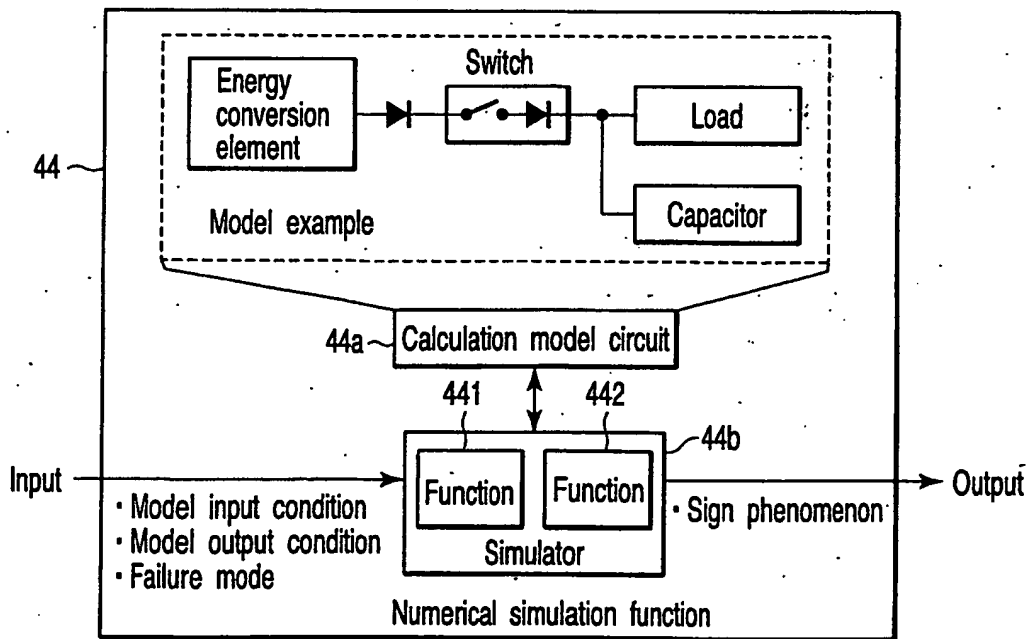 Switch
Energy
conversion
element
Load
44
Capacitor
Model example
44a
Calculation model circuit
441
442
44b
Input
Function
Function
Output
· Model input condition
· Model output condition
· Failure mode
· Sign phenomenon
Simulator
Numerical simulation function